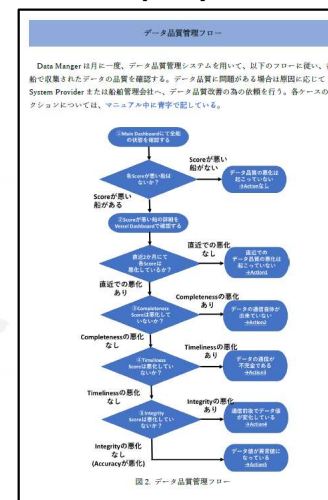 データ品質管理フロー
Data Manger は月に一度、データ品質管理システムを用いて、以下のフローに従い、
船で収集されたデータの品質を確認する。データ品質に問題がある場合は原因に応じて
System Provider または船舶管理会社へ、データ品質改善の為の依頼を行う。各ケースの
クションについては、マニュアル中に青字で記している。
①Main Dashboardにて全船
の状態を確認する
各Scoreが悪い船は
ないか?
Scoreが悪い
船がない
データ品質の悪化は
起こっていない
→Actionなし
Scoreが悪い
船がある
②Scoreが悪い船の詳細を
Vessel Dashboardで確認する
直近2か月にて
各Scoreは
悪化しているか?
直近での悪化
なし
直近での
データ品質の悪化は
起こっていない
→Action1
直近での悪化
あり
③Completeness
Scoreは悪化して
いないか?
Completenessの悪化
あり
データの通信自体が
出来ていない
→Action2
Completenessの悪化
なし
④Timeliness
Scoreは悪化してい
ないか?
Timelinessの悪化
あり
データの通信が
不完全である
→Action3
Timelinessの悪化
なし
⑤Integrity
Scoreは悪化してい
ないか?
Integrityの悪化
あり
通信前後でデータ値
が変化している
→Action4
Integrityの悪化
なし
(Accuracyが悪化)
データ値が異常値に
なっている
→Action5
図 2. データ品質管理フロー